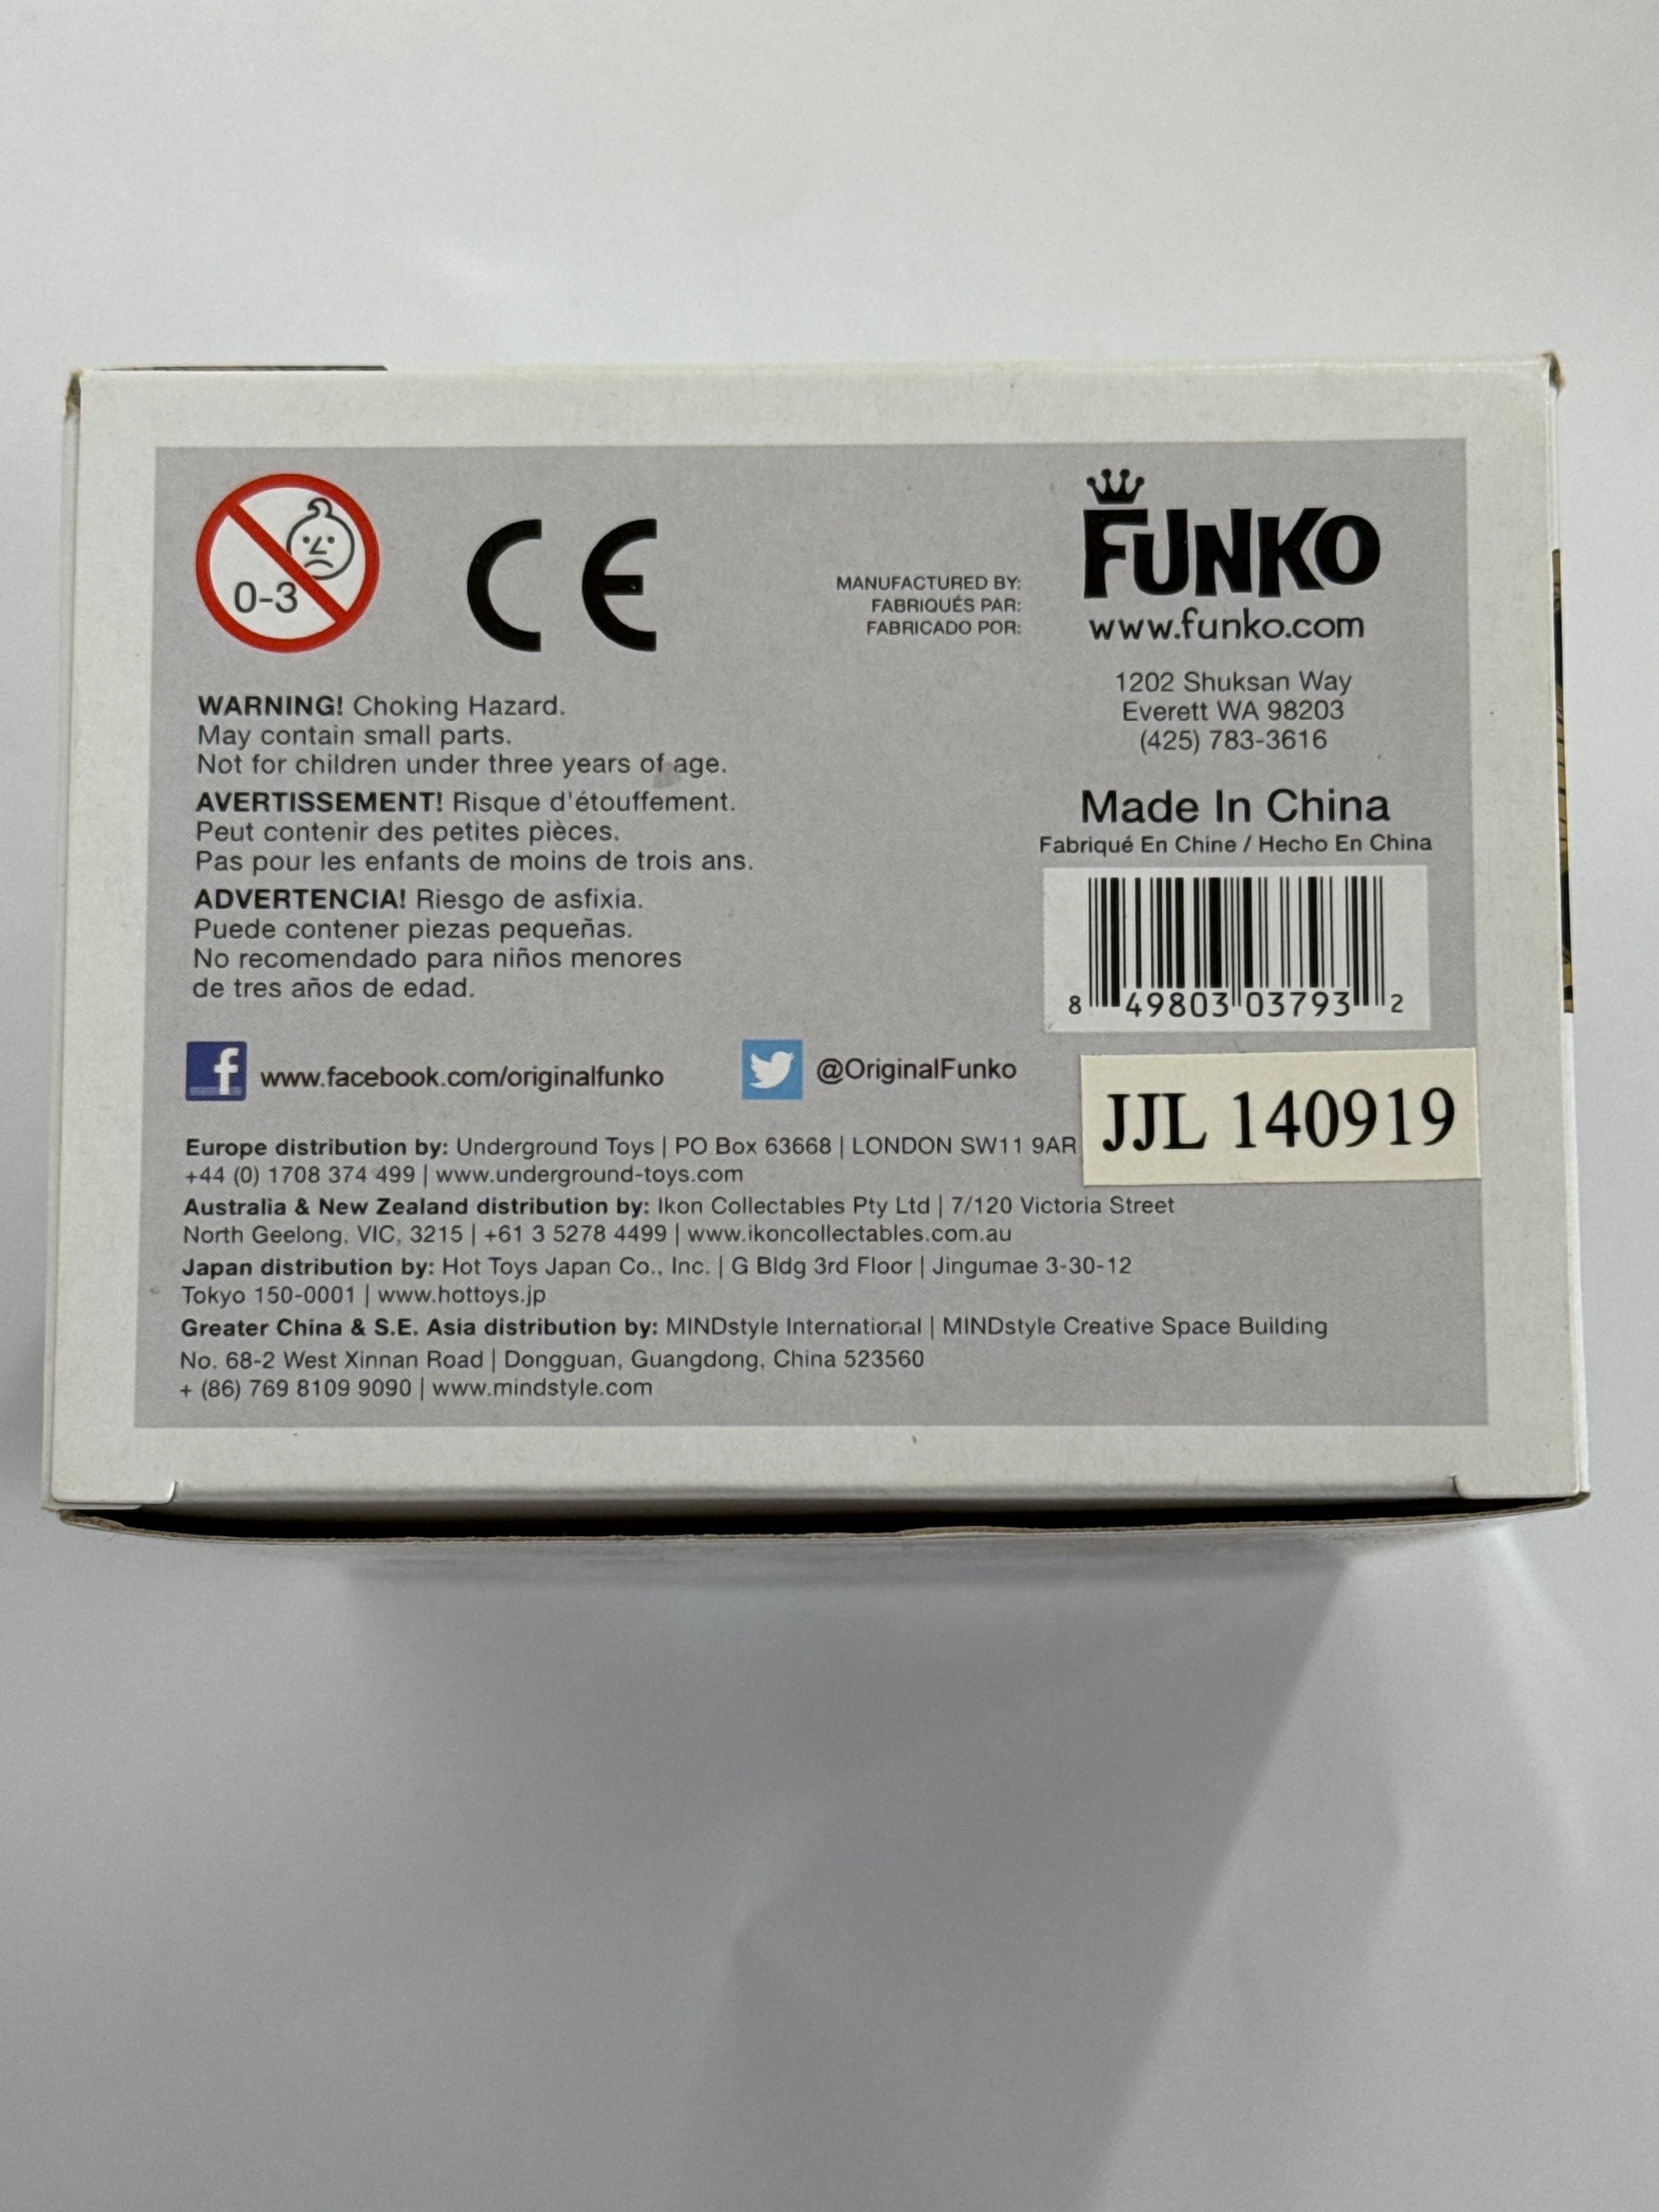 0-3
CE
MANUFACTURED BY:
FABRIQUÉS PAR:
FABRICADO POR:
FUNKO
www.funko.com
1202 Shuksan Way
Everett WA 98203
(425) 783-3616
Made In China
Fabriqué En Chine / Hecho En China
8 49803 03793 2
WARNING! Choking Hazard.
May contain small parts.
Not for children under three years of age.
AVERTISSEMENT! Risque d'étouffement.
Peut contenir des petites pièces.
Pas pour les enfants de moins de trois ans.
ADVERTENCIA! Riesgo de asfixia.
Puede contener piezas pequeñas.
No recomendado para niños menores
de tres años de edad.
f www.facebook.com/originalfunko
@OriginalFunko
JJL 140919
Europe distribution by: Underground Toys | PO Box 63668 | LONDON SW11 9AR
+44 (0) 1708 374 499 | www.underground-toys.com
Australia & New Zealand distribution by: Ikon Collectables Pty Ltd | 7/120 Victoria Street
North Geelong, VIC, 3215 | +61 3 5278 4499 | www.ikoncollectables.com.au
Japan distribution by: Hot Toys Japan Co., Inc. | G Bldg 3rd Floor | Jingumae 3-30-12
Tokyo 150-0001 | www.hottoys.jp
Greater China & S.E. Asia distribution by: MINDstyle International | MINDstyle Creative Space Building
No. 68-2 West Xinnan Road | Dongguan, Guangdong, China 523560
+ (86) 769 8109 9090 | www.mindstyle.com